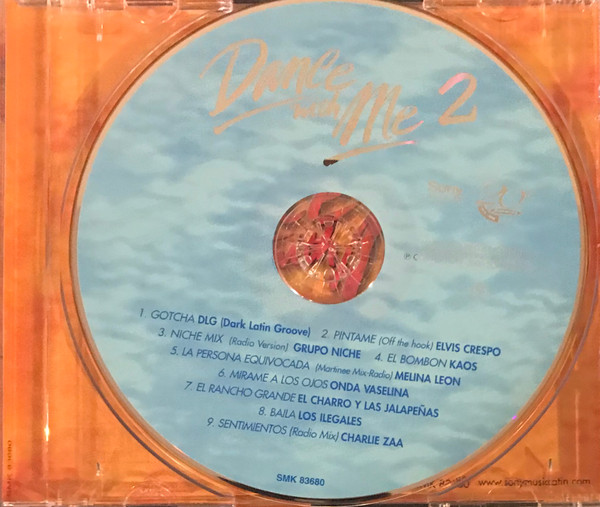 Dance
with Me 2
℗ ©
1. GOTCHA DLG (Dark Latin Groove) 2. PINTAME (Off the hook) ELVIS CRESPO
3. NICHE MIX (Radio Version) GRUPO NICHE 4. EL BOMBON KAOS
5. LA PERSONA EQUIVOCADA (Martinee Mix-Radio) MELINA LEON
6. MIRAME A LOS OJOS ONDA VASELINA
7. EL RANCHO GRANDE EL CHARRO Y LAS JALAPEÑAS
8. BAILA LOS ILEGALES
9. SENTIMIENTOS (Radio Mix) CHARLIE ZAA
SMK 83680
www.sonymusiclatin.com